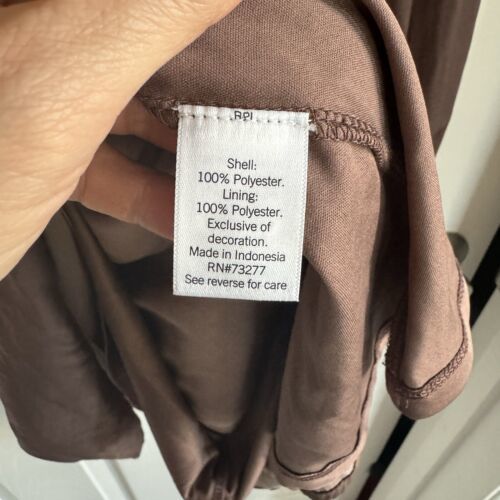 Shell:
100% Polyester.
Lining:
100% Polyester.
Exclusive of
decoration.
Made in Indonesia
RN#73277
See reverse for care